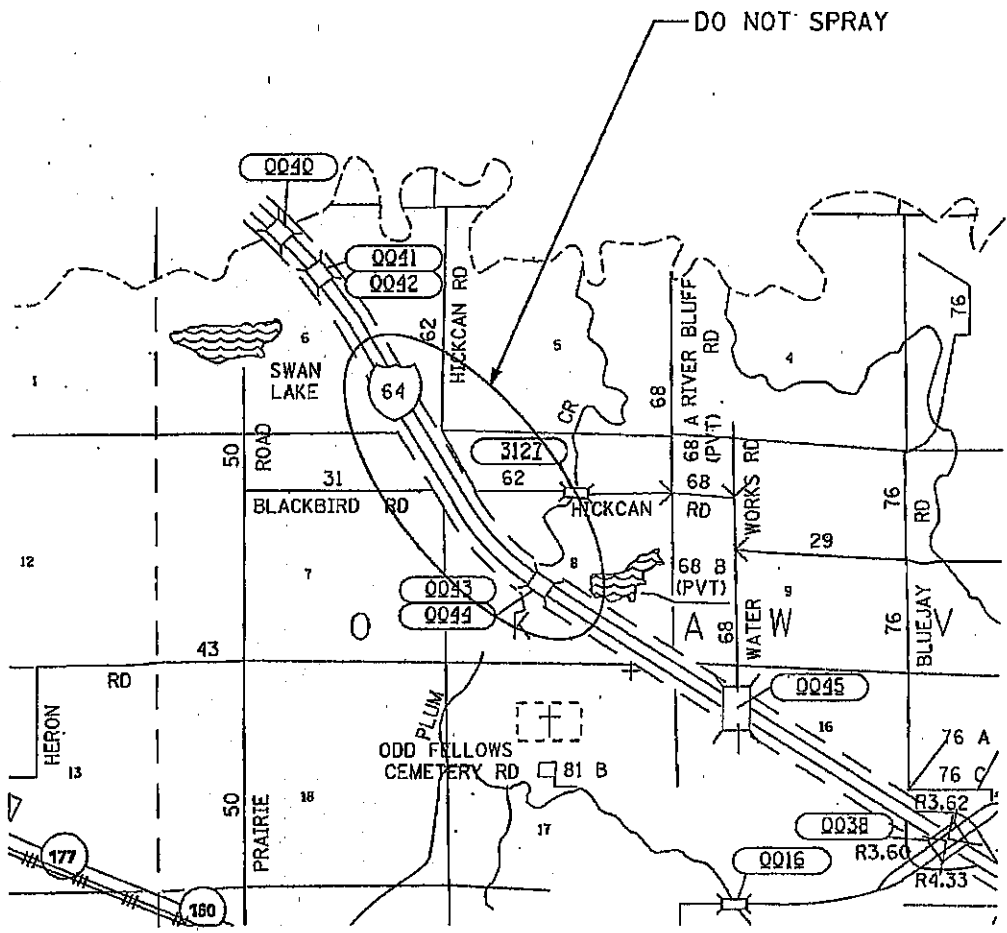 DO NOT SPRAY
0040
0041
0042
HICKCAN RD
62
6
5
4
1
SWAN
LAKE
64
CR
68
68 A RIVER BLUFF
RD
(PVT)
76
50
ROAD
3127
31
62
68
BLACKBIRD RD
HICKCAN
RD
WORKS RD
76
RD
29
12
7
8
9
68 B
(PVT)
0043
0044
O
K
A
W
V
68
WATER
76
BLUEJAY
43
RD
HERON
13
PLUM
0045
16
ODD FELLOWS
CEMETERY RD
81 B
76 A
76 C
50
PRAIRIE
18
17
R3.62
0038
R3.60
R4.33
0016
177
160